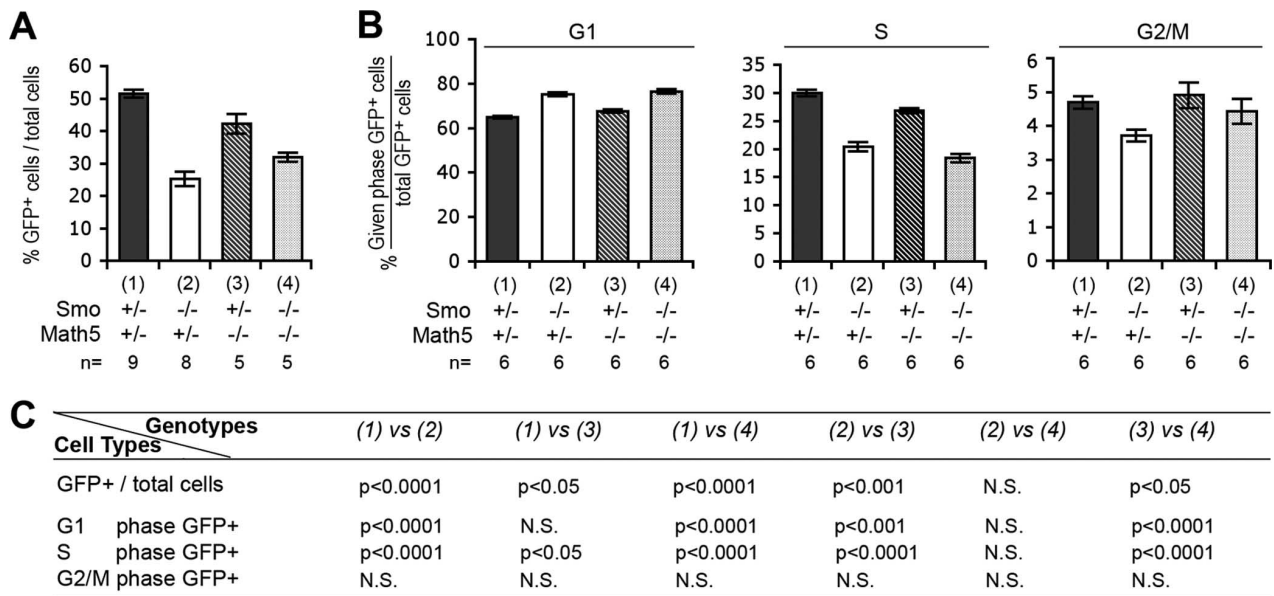 A
% GFP+ cells / total cells
60
50
40
30
20
10
0
(1) (2) (3) (4)
Smo +/- -/- +/- -/-
Math5 +/- +/- -/- -/-
n= 9 8 5 5
B
% Given phase GFP+ cells
total GFP+ cells
G1
100
80
60
40
20
0
(1) (2) (3) (4)
Smo +/- -/- +/- -/-
Math5 +/- +/- -/- -/-
n= 6 6 6 6
S
35
30
25
20
15
10
5
0
(1) (2) (3) (4)
+/- -/- +/- -/-
+/- +/- -/- -/-
6 6 6 6
G2/M
6
5
4
3
2
1
0
(1) (2) (3) (4)
+/- -/- +/- -/-
+/- +/- -/- -/-
6 6 6 6
C
Genotypes (1) vs (2) (1) vs (3) (1) vs (4) (2) vs (3) (2) vs (4) (3) vs (4)
Cell Types
GFP+ / total cells p<0.0001 p<0.05 p<0.0001 p<0.001 N.S. p<0.05
G1 phase GFP+ p<0.0001 N.S. p<0.0001 p<0.001 N.S. p<0.0001
S phase GFP+ p<0.0001 p<0.05 p<0.0001 p<0.0001 N.S. p<0.0001
G2/M phase GFP+ N.S. N.S. N.S. N.S. N.S. N.S.